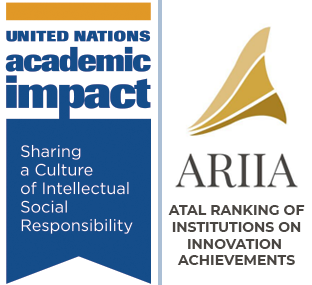 UNITED NATIONS
academic
impact
Sharing
a Culture
of Intellectual
Social
Responsibility
ARIIA
ATAL RANKING OF
INSTITUTIONS ON
INNOVATION
ACHIEVEMENTS